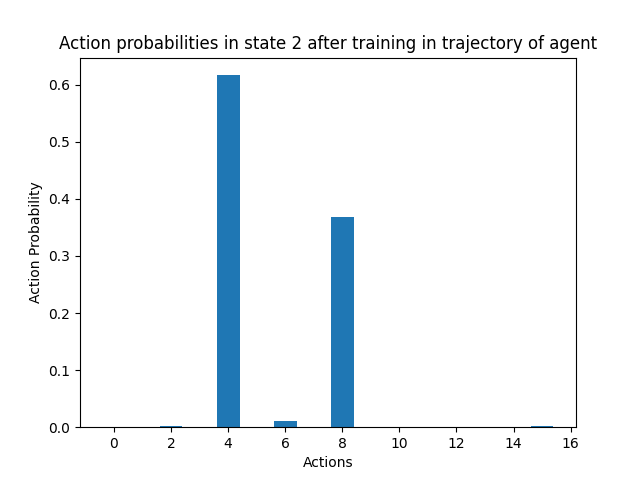 Action probabilities in state 2 after training in trajectory of agent
0.6
0.5
0.4
0.3
0.2
0.1
0.0
Action Probability
0 2 4 6 8 10 12 14 16
Actions